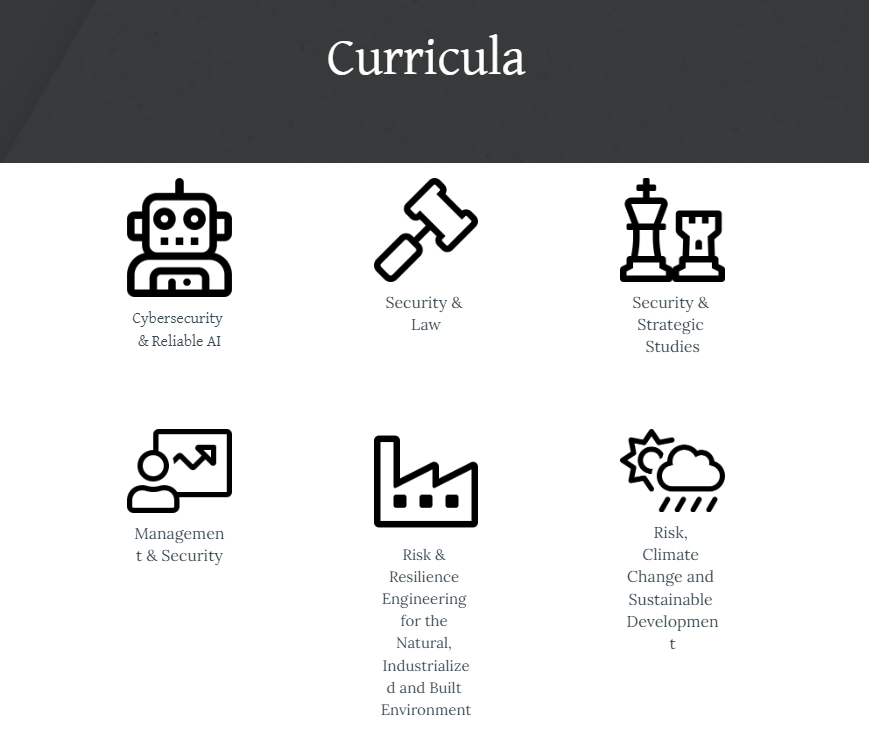 Curricula
Cybersecurity
& Reliable AI
Security &
Law
Security &
Strategic
Studies
Managemen
t & Security
Risk &
Resilience
Engineering
for the
Natural,
Industrialize
d and Built
Environment
Risk,
Climate
Change and
Sustainable
Developmen
t